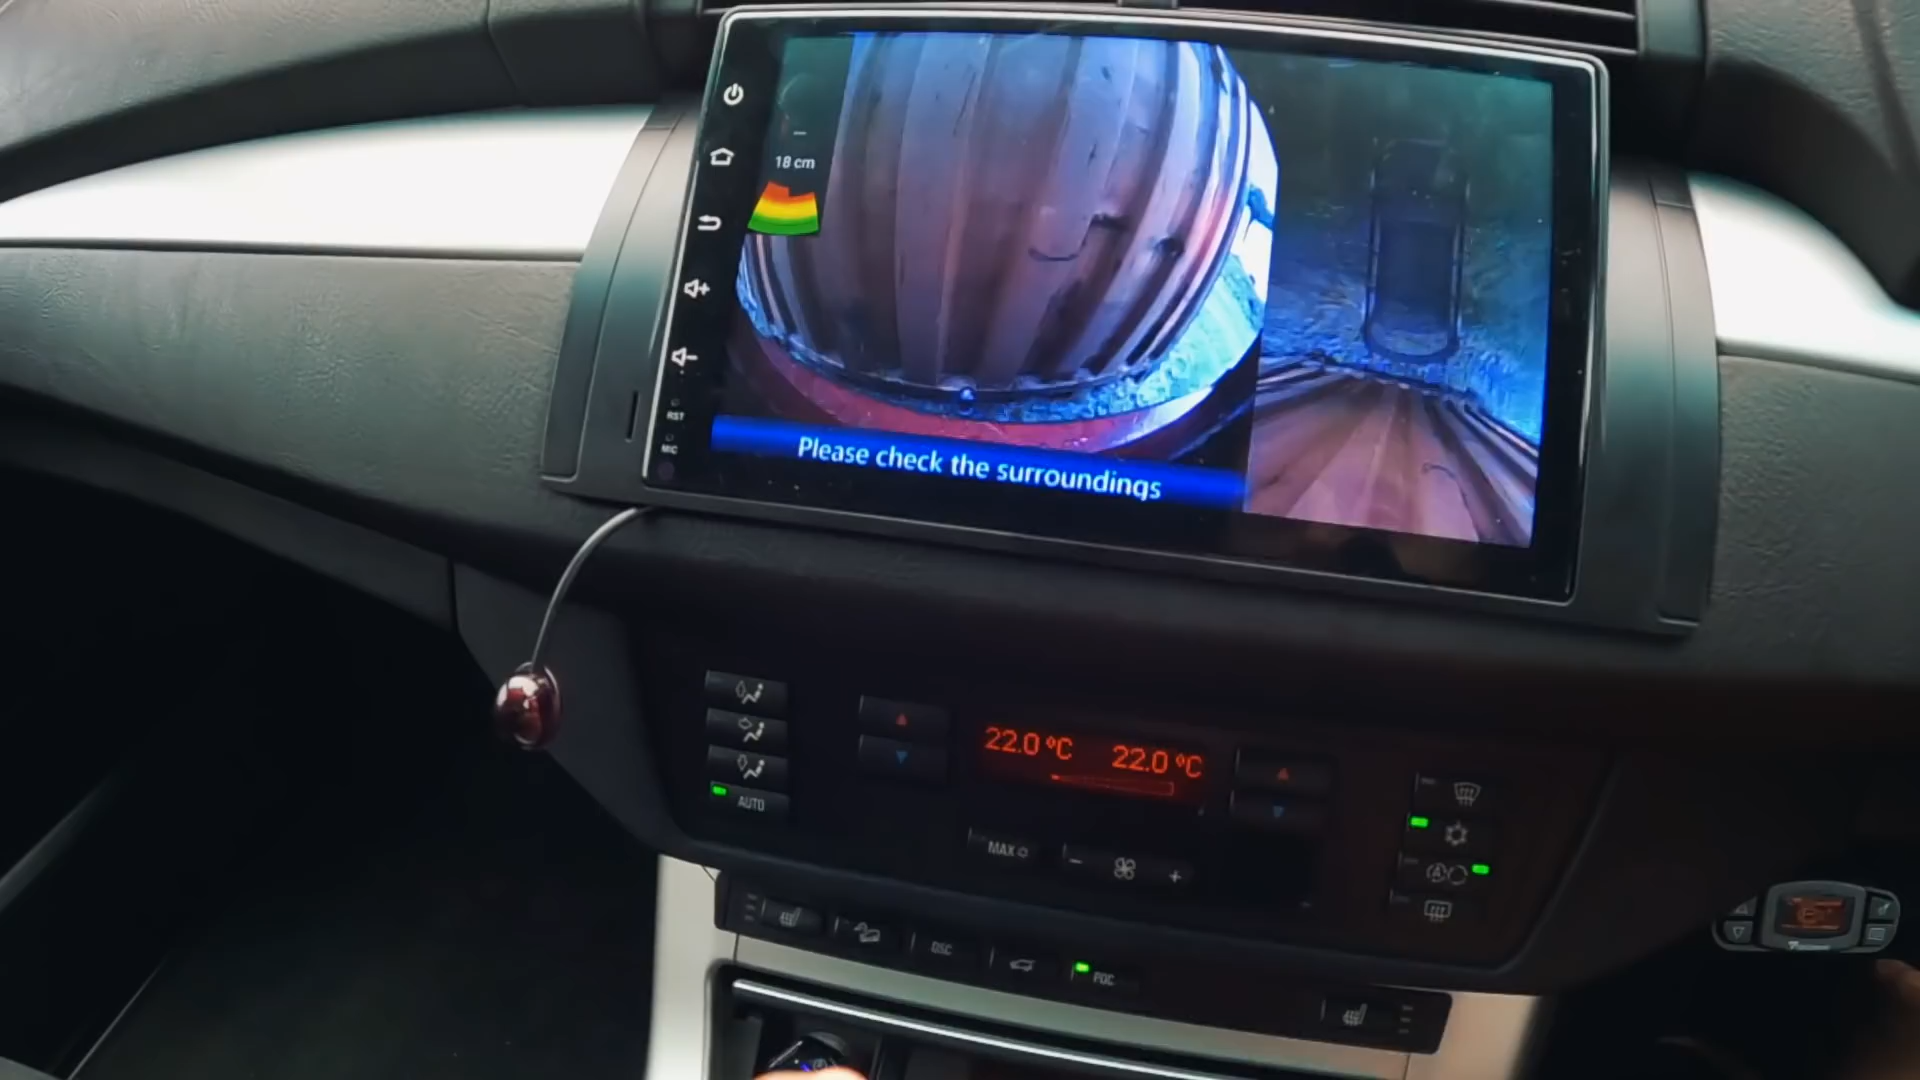 18 cm
RST
MIC
Please check the surroundings
22.0 °C 22.0 °C
AUTO
MAX
- +
A
DSC
PDC